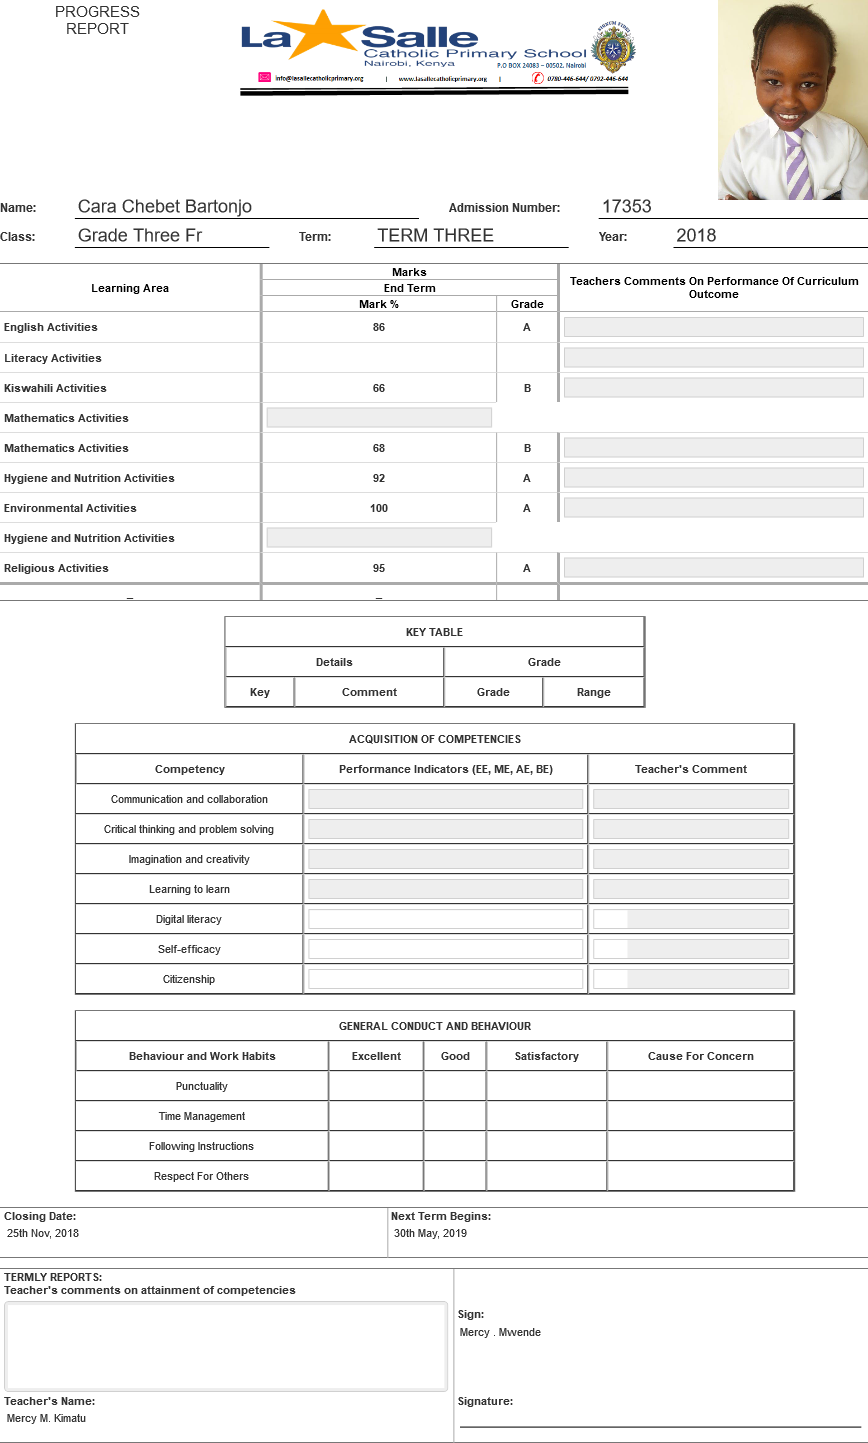 PROGRESS
REPORT
La Salle
Catholic Primary School
Nairobi, Kenya
P.O BOX 24083 – 00502, Nairobi
info@lasallecatholicprimary.org | www.lasallecatholicprimary.org | 0780-446-644/ 0792-446-644
Name: Cara Chebet Bartonjo Admission Number: 17353
Class: Grade Three Fr Term: TERM THREE Year: 2018
Learning Area Marks Teachers Comments On Performance Of Curriculum Outcome
End Term
Mark % Grade
English Activities 86 A
Literacy Activities
Kiswahili Activities 66 B
Mathematics Activities
Mathematics Activities 68 B
Hygiene and Nutrition Activities 92 A
Environmental Activities 100 A
Hygiene and Nutrition Activities
Religious Activities 95 A
_ _
KEY TABLE
Details Grade
Key Comment Grade Range
ACQUISITION OF COMPETENCIES
Competency Performance Indicators (EE, ME, AE, BE) Teacher's Comment
Communication and collaboration
Critical thinking and problem solving
Imagination and creativity
Learning to learn
Digital literacy
Self-efficacy
Citizenship
GENERAL CONDUCT AND BEHAVIOUR
Behaviour and Work Habits Excellent Good Satisfactory Cause For Concern
Punctuality
Time Management
Following Instructions
Respect For Others
Closing Date: Next Term Begins:
25th Nov, 2018 30th May, 2019
TERMLY REPORTS:
Teacher's comments on attainment of competencies
Sign:
Mercy . Mwende
Teacher's Name: Signature:
Mercy M. Kimatu